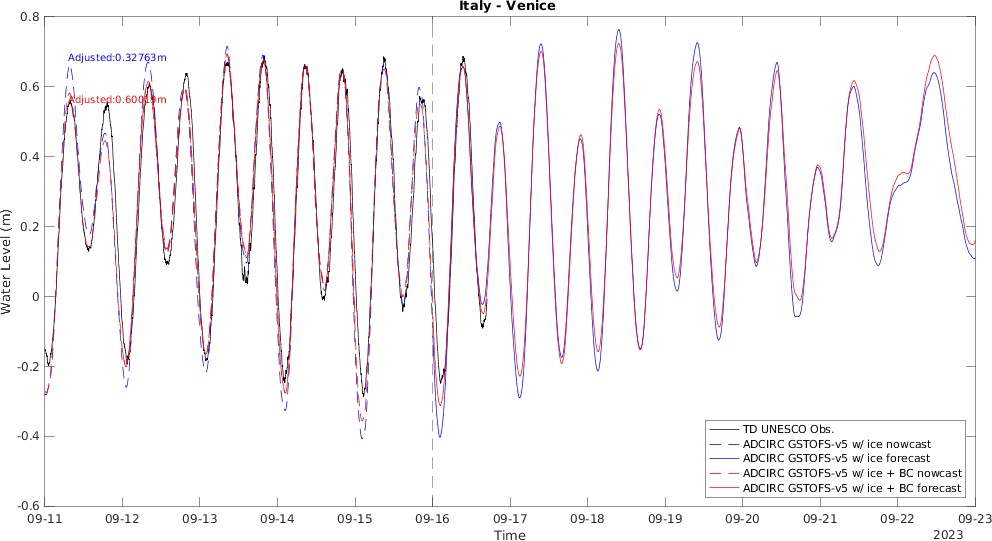 Italy - Venice
Adjusted:0.32763m
Adjusted:0.60019m
Water Level (m)
0.8
0.6
0.4
0.2
0
-0.2
-0.4
-0.6
TD UNESCO Obs.
ADCIRC GSTOFS-v5 w/ ice nowcast
ADCIRC GSTOFS-v5 w/ ice forecast
ADCIRC GSTOFS-v5 w/ ice + BC nowcast
ADCIRC GSTOFS-v5 w/ ice + BC forecast
09-11 09-12 09-13 09-14 09-15 09-16 09-17 09-18 09-19 09-20 09-21 09-22 09-23
Time
2023